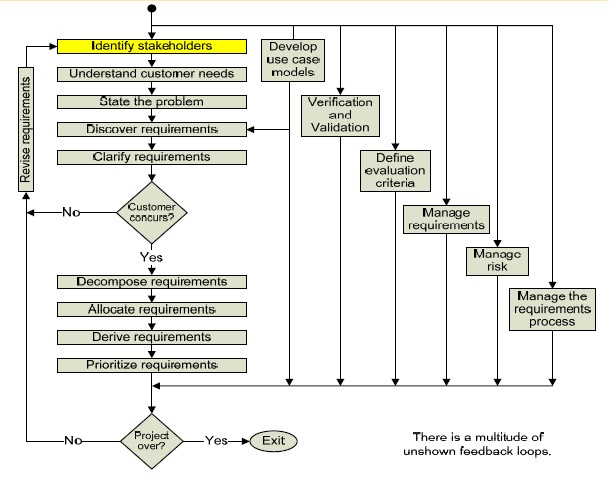 Identify stakeholders
Understand customer needs
State the problem
Discover requirements
Clarify requirements
Revise requirements
Customer
concurs?
No
Yes
Decompose requirements
Allocate requirements
Derive requirements
Prioritize requirements
Project
over?
No
Yes
Exit
Develop
use case
models
Verification
and
Validation
Define
evaluation
criteria
Manage
requirements
Manage
risk
Manage the
requirements
process
There is a multitude of
unshown feedback loops.